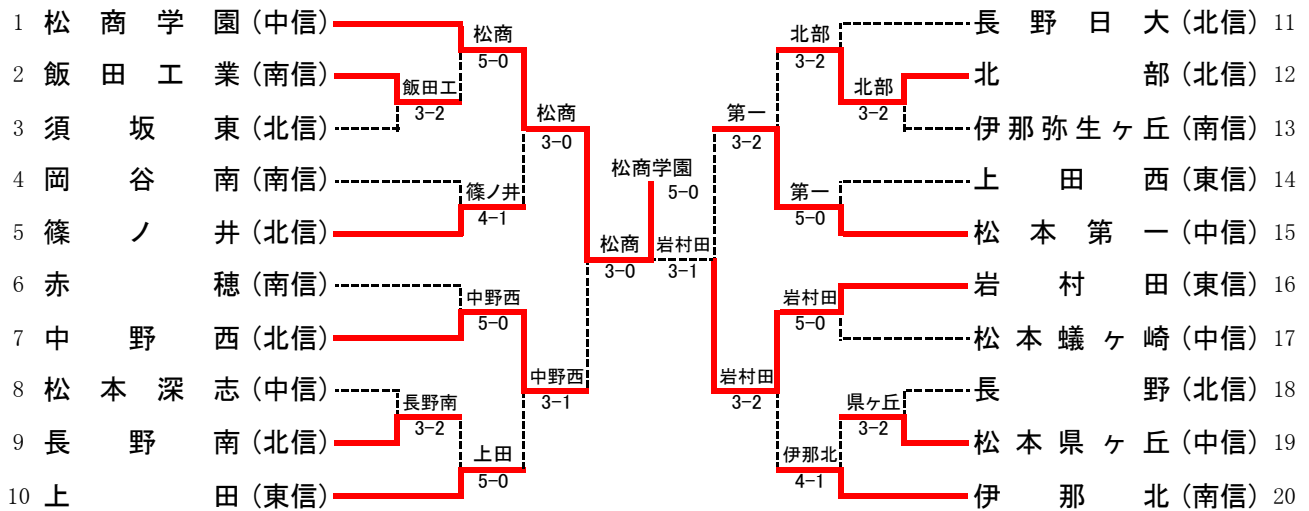 1 松商学園 (中信)
2 飯田工業 (南信)
3 須坂東 (北信)
4 岡谷南 (南信)
5 篠ノ井 (北信)
6 赤穂 (南信)
7 中野西 (北信)
8 松本深志 (中信)
9 長野南 (北信)
10 上田 (東信)
松商
5-0
飯田工
3-2
松商
3-0
篠ノ井
4-1
中野西
5-0
中野西
3-1
長野南
3-2
上田
5-0
松商
3-0
松商学園
5-0
岩村田
3-1
第一
3-2
北部
3-2
北部
3-2
第一
5-0
岩村田
5-0
岩村田
3-2
県ヶ丘
3-2
伊那北
4-1
長野日大 (北信) 11
北部 (北信) 12
伊那弥生ヶ丘 (南信) 13
上田西 (東信) 14
松本第一 (中信) 15
岩村田 (東信) 16
松本蟻ヶ崎 (中信) 17
長野 (北信) 18
松本県ヶ丘 (中信) 19
伊那北 (南信) 20